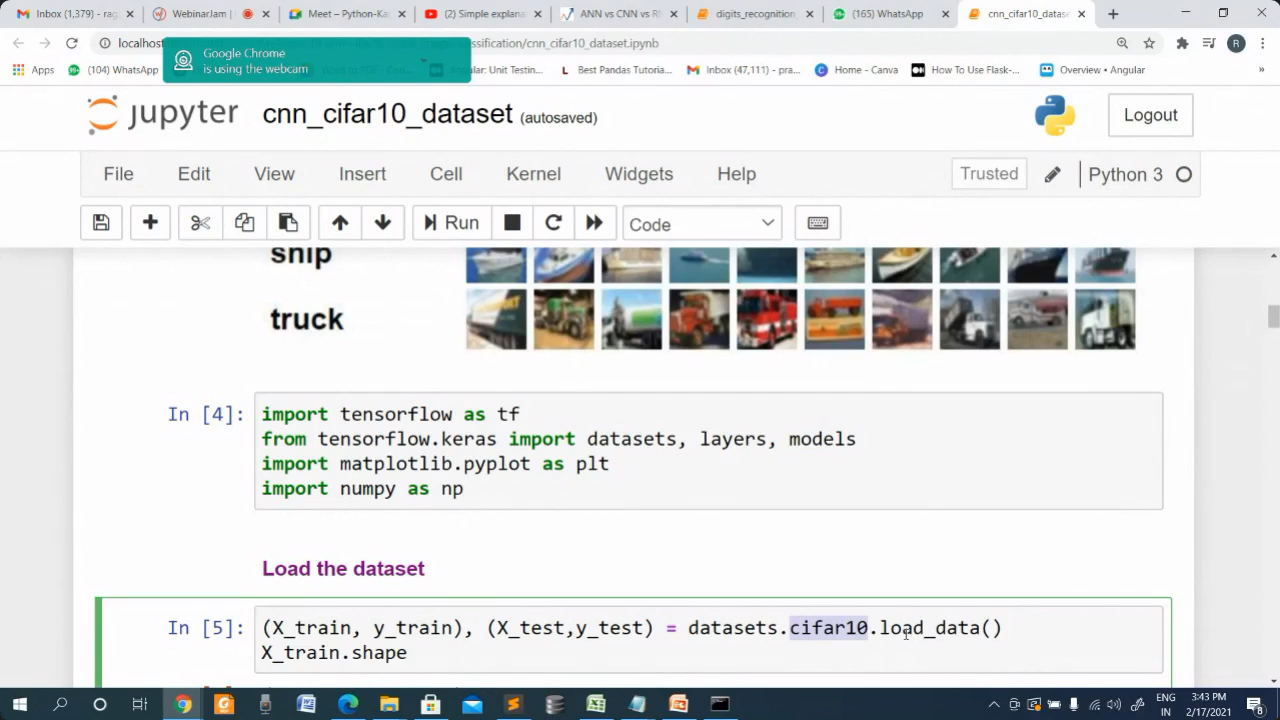 Inbox (1,379) - rag
WebinarJam |
Meet – Python-Ka
(2) Simple explana
ANN vs CNN vs R
digits_recognition_
(165) WhatsApp
cnn_cifar10_datase
localhost
ssification/cnn_cifar10_dataset.ipynb
Google Chrome
is using the webcam
Apps
(104) WhatsApp
ngular: Unit Testin...
Best Pandas Tutoria...
Inbox (47,111) - pra...
Home - Canva
How To Use Flask-...
Overview • Angular
»
jupyter
cnn_cifar10_dataset (autosaved)
Logout
File Edit View Insert Cell Kernel Widgets Help
Trusted
Python 3
Run
Code
ship
truck
In [4]:
import tensorflow as tf
from tensorflow.keras import datasets, layers, models
import matplotlib.pyplot as plt
import numpy as np
Load the dataset
In [5]:
(X_train, y_train), (X_test,y_test) = datasets.cifar10.load_data()
X_train.shape
ENG
IN
3:43 PM
2/17/2021
8